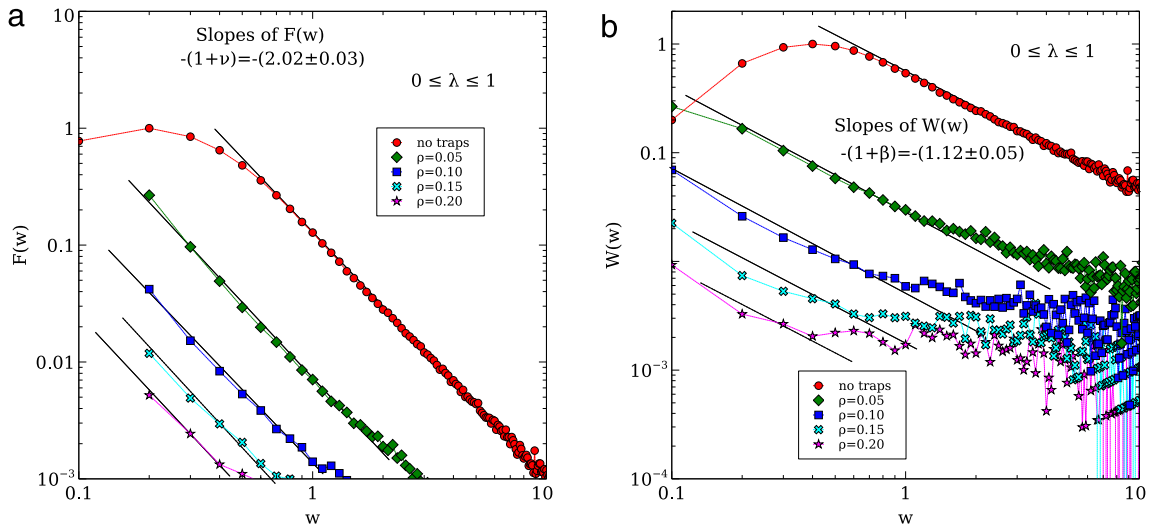 a
Slopes of F(w)
-(1+ν)=-(2.02±0.03)
0 ≤ λ ≤ 1
no traps
ρ=0.05
ρ=0.10
ρ=0.15
ρ=0.20
10
1
0.1
0.01
10⁻³
F(w)
0.1
1
10
w
b
0 ≤ λ ≤ 1
Slopes of W(w)
-(1+β)=-(1.12±0.05)
no traps
ρ=0.05
ρ=0.10
ρ=0.15
ρ=0.20
1
0.1
0.01
10⁻³
10⁻⁴
W(w)
0.1
1
10
w